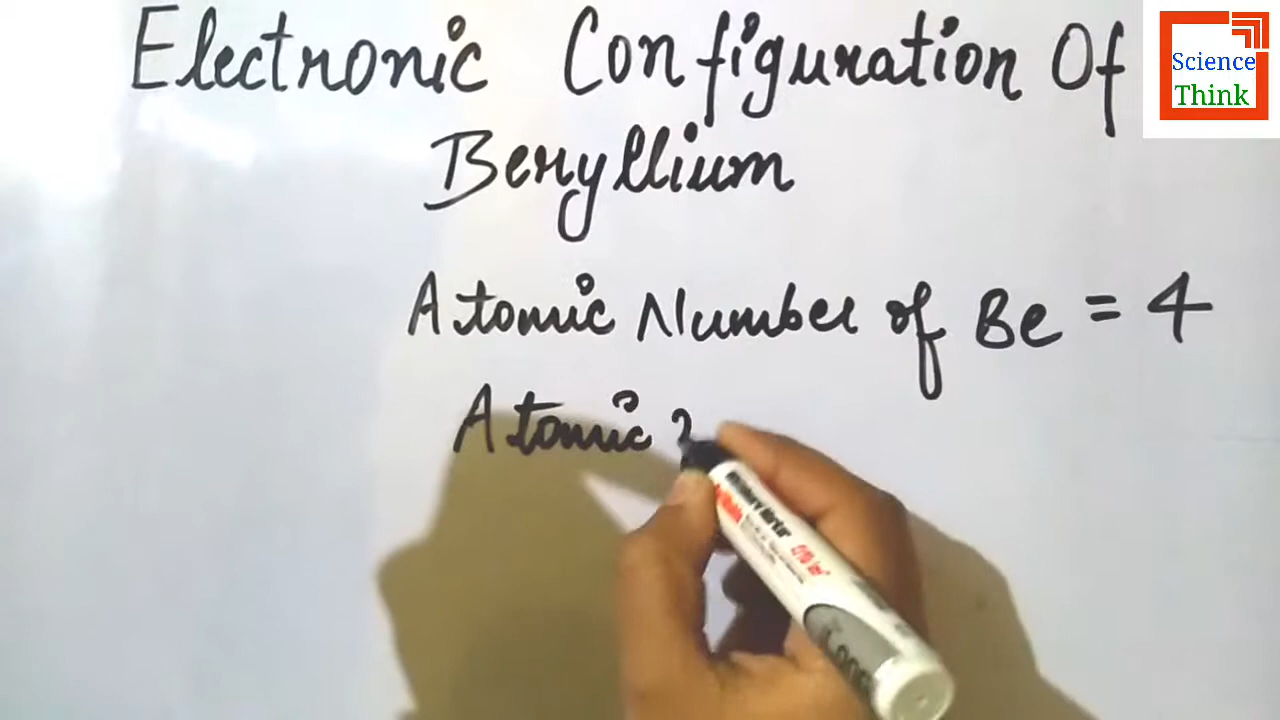 Electronic Configuration Of
Beryllium
Atomic Number of Be = 4
Atomic
Science
Think